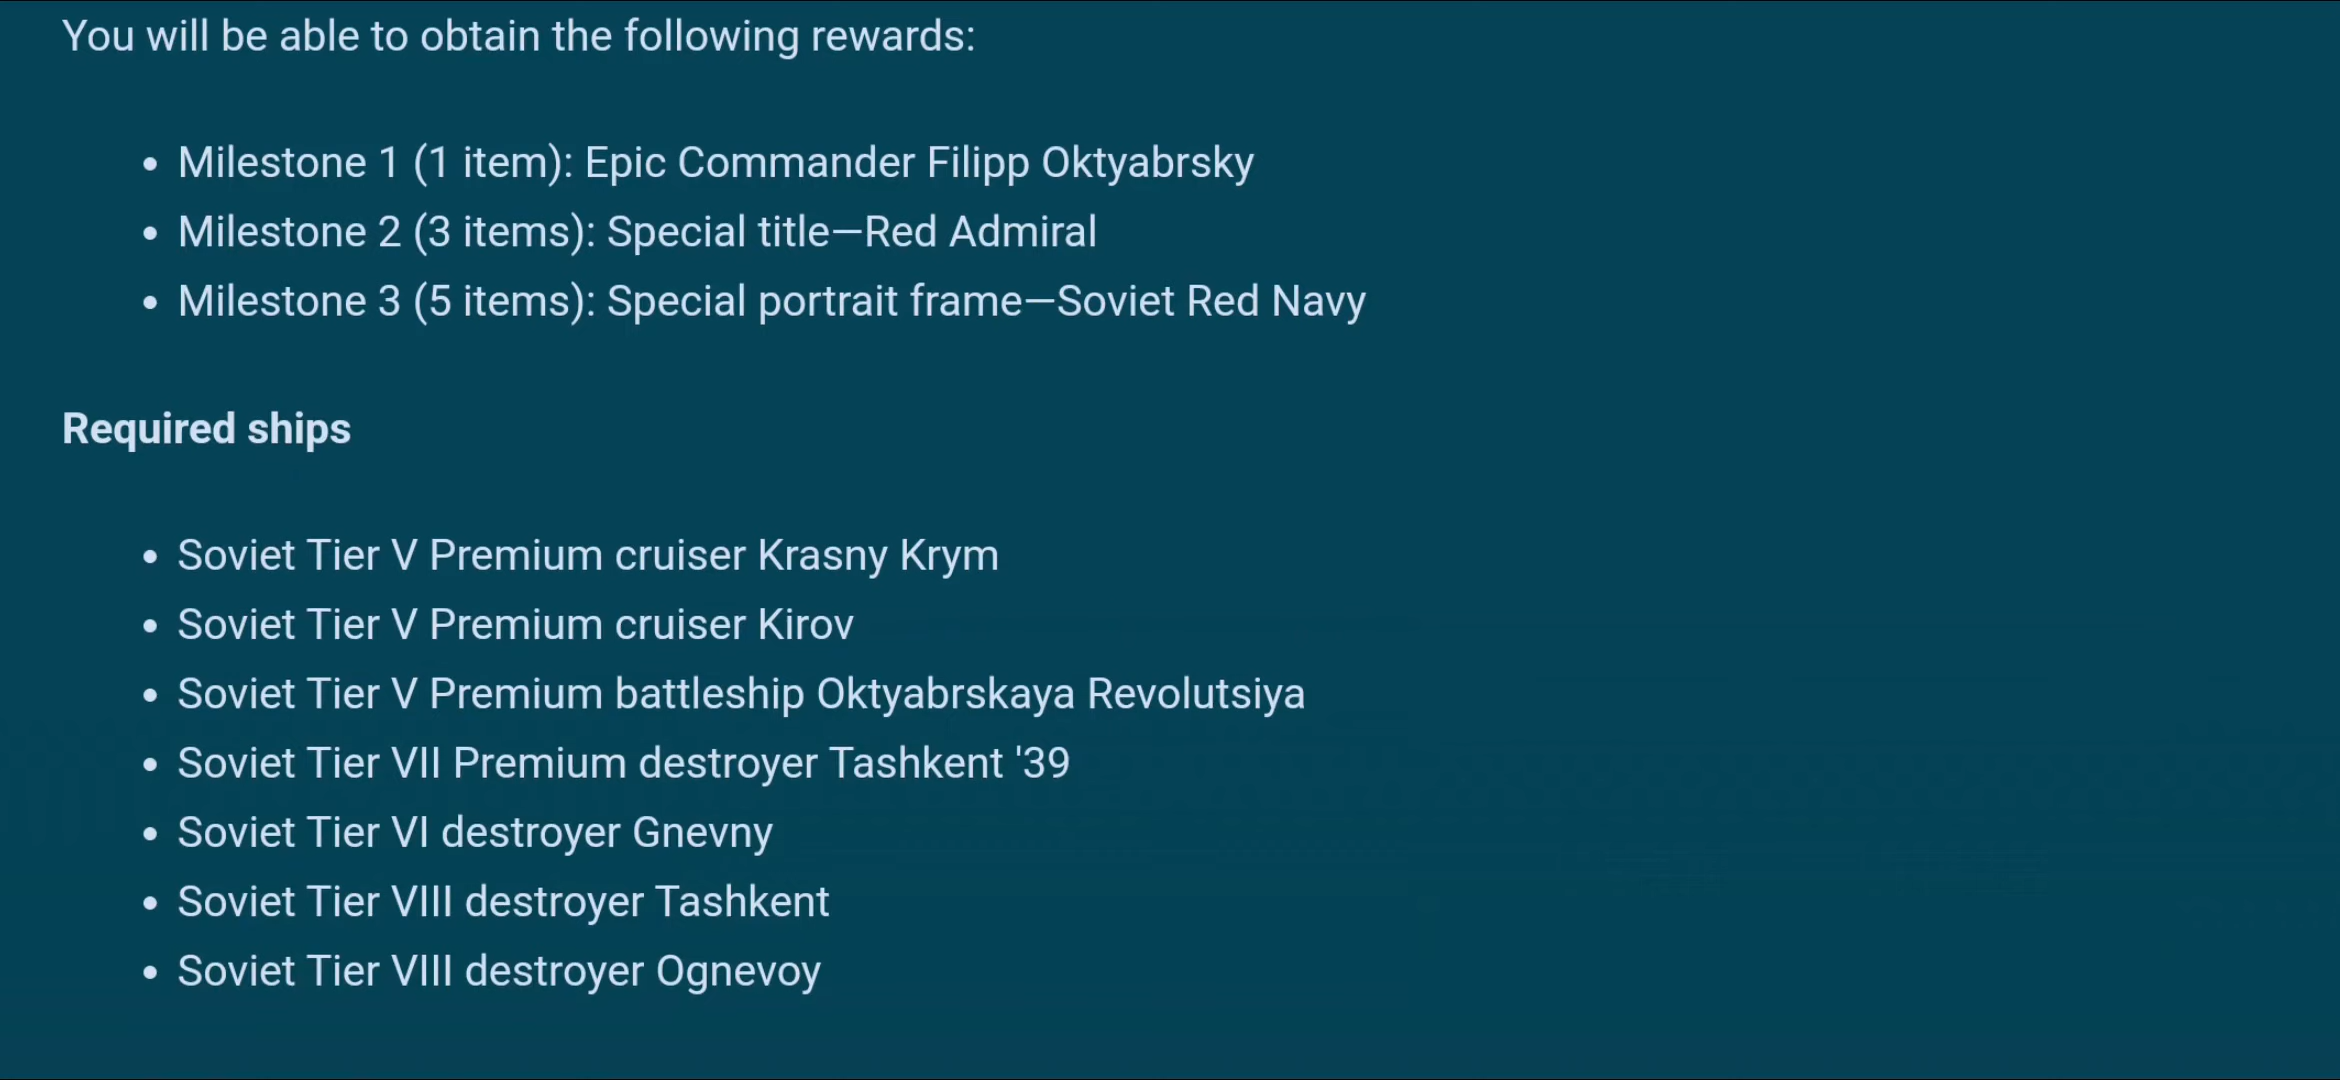 You will be able to obtain the following rewards:
• Milestone 1 (1 item): Epic Commander Filipp Oktyabrsky
• Milestone 2 (3 items): Special title—Red Admiral
• Milestone 3 (5 items): Special portrait frame—Soviet Red Navy
Required ships
• Soviet Tier V Premium cruiser Krasny Krym
• Soviet Tier V Premium cruiser Kirov
• Soviet Tier V Premium battleship Oktyabrskaya Revolutsiya
• Soviet Tier VII Premium destroyer Tashkent '39
• Soviet Tier VI destroyer Gnevny
• Soviet Tier VIII destroyer Tashkent
• Soviet Tier VIII destroyer Ognevoy